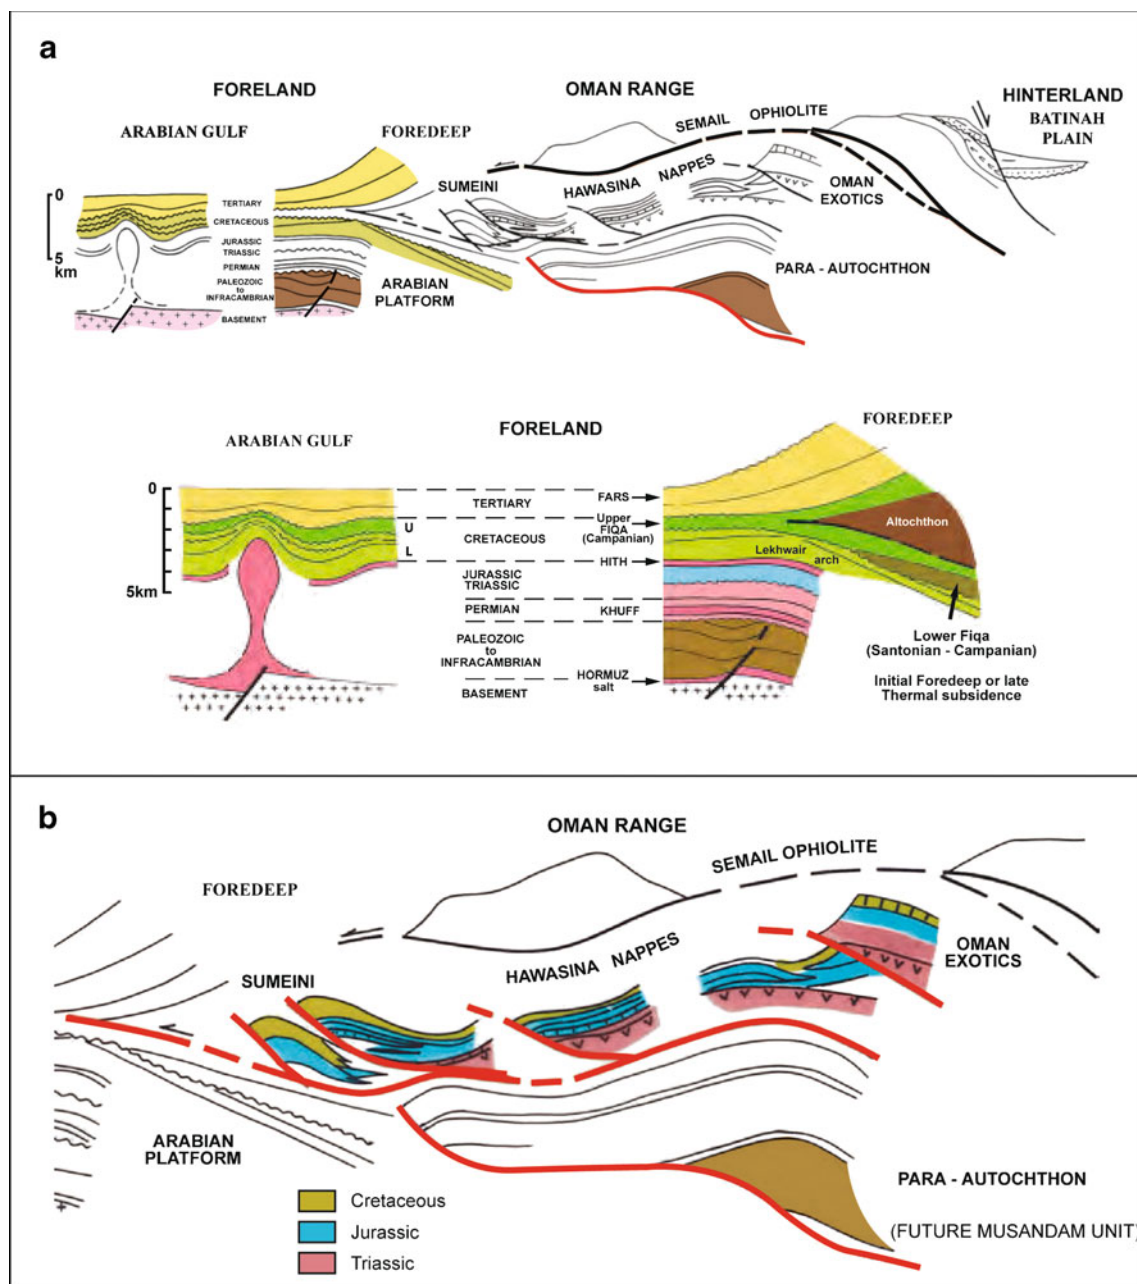 a
FORELAND
OMAN RANGE
HINTERLAND
BATINAH
PLAIN
ARABIAN GULF
FOREDEEP
SEMAIL OPHIOLITE
SUMEINI
HAWASINA NAPPES
OMAN
EXOTICS
0
5
km
TERTIARY
CRETACEOUS
JURASSIC
TRIASSIC
PERMIAN
PALEOZOIC
to
INFRACAMBRIAN
BASEMENT
ARABIAN
PLATFORM
PARA - AUTOCHTHON
ARABIAN GULF
FORELAND
FOREDEEP
0
5km
U
L
TERTIARY
CRETACEOUS
JURASSIC
TRIASSIC
PERMIAN
PALEOZOIC
to
INFRACAMBRIAN
BASEMENT
FARS
Upper
FIQA
(Campanian)
HITH
KHUFF
HORMUZ
salt
Altochthon
Lekhwair
arch
Lower Fiqa
(Santonian - Campanian)
Initial Foredeep or late
Thermal subsidence
b
OMAN RANGE
FOREDEEP
SEMAIL OPHIOLITE
SUMEINI
HAWASINA NAPPES
OMAN
EXOTICS
ARABIAN
PLATFORM
PARA - AUTOCHTHON
(FUTURE MUSANDAM UNIT)
Cretaceous
Jurassic
Triassic